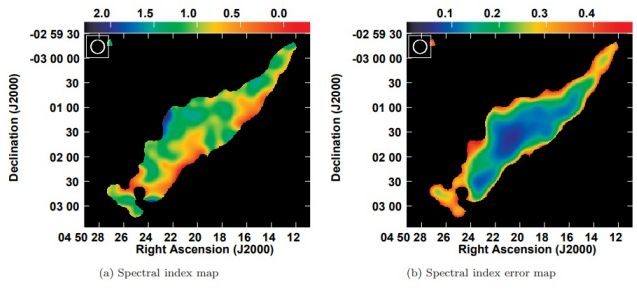 2.0 1.5 1.0 0.5 0.0
-02 59 30
-03 00 00
30
01 00
30
02 00
30
03 00
Declination (J2000)
04 50 28 26 24 22 20 18 16 14 12
Right Ascension (J2000)
(a) Spectral index map
0.1 0.2 0.3 0.4
-02 59 30
-03 00 00
30
01 00
30
02 00
30
03 00
Declination (J2000)
04 50 28 26 24 22 20 18 16 14 12
Right Ascension (J2000)
(b) Spectral index error map